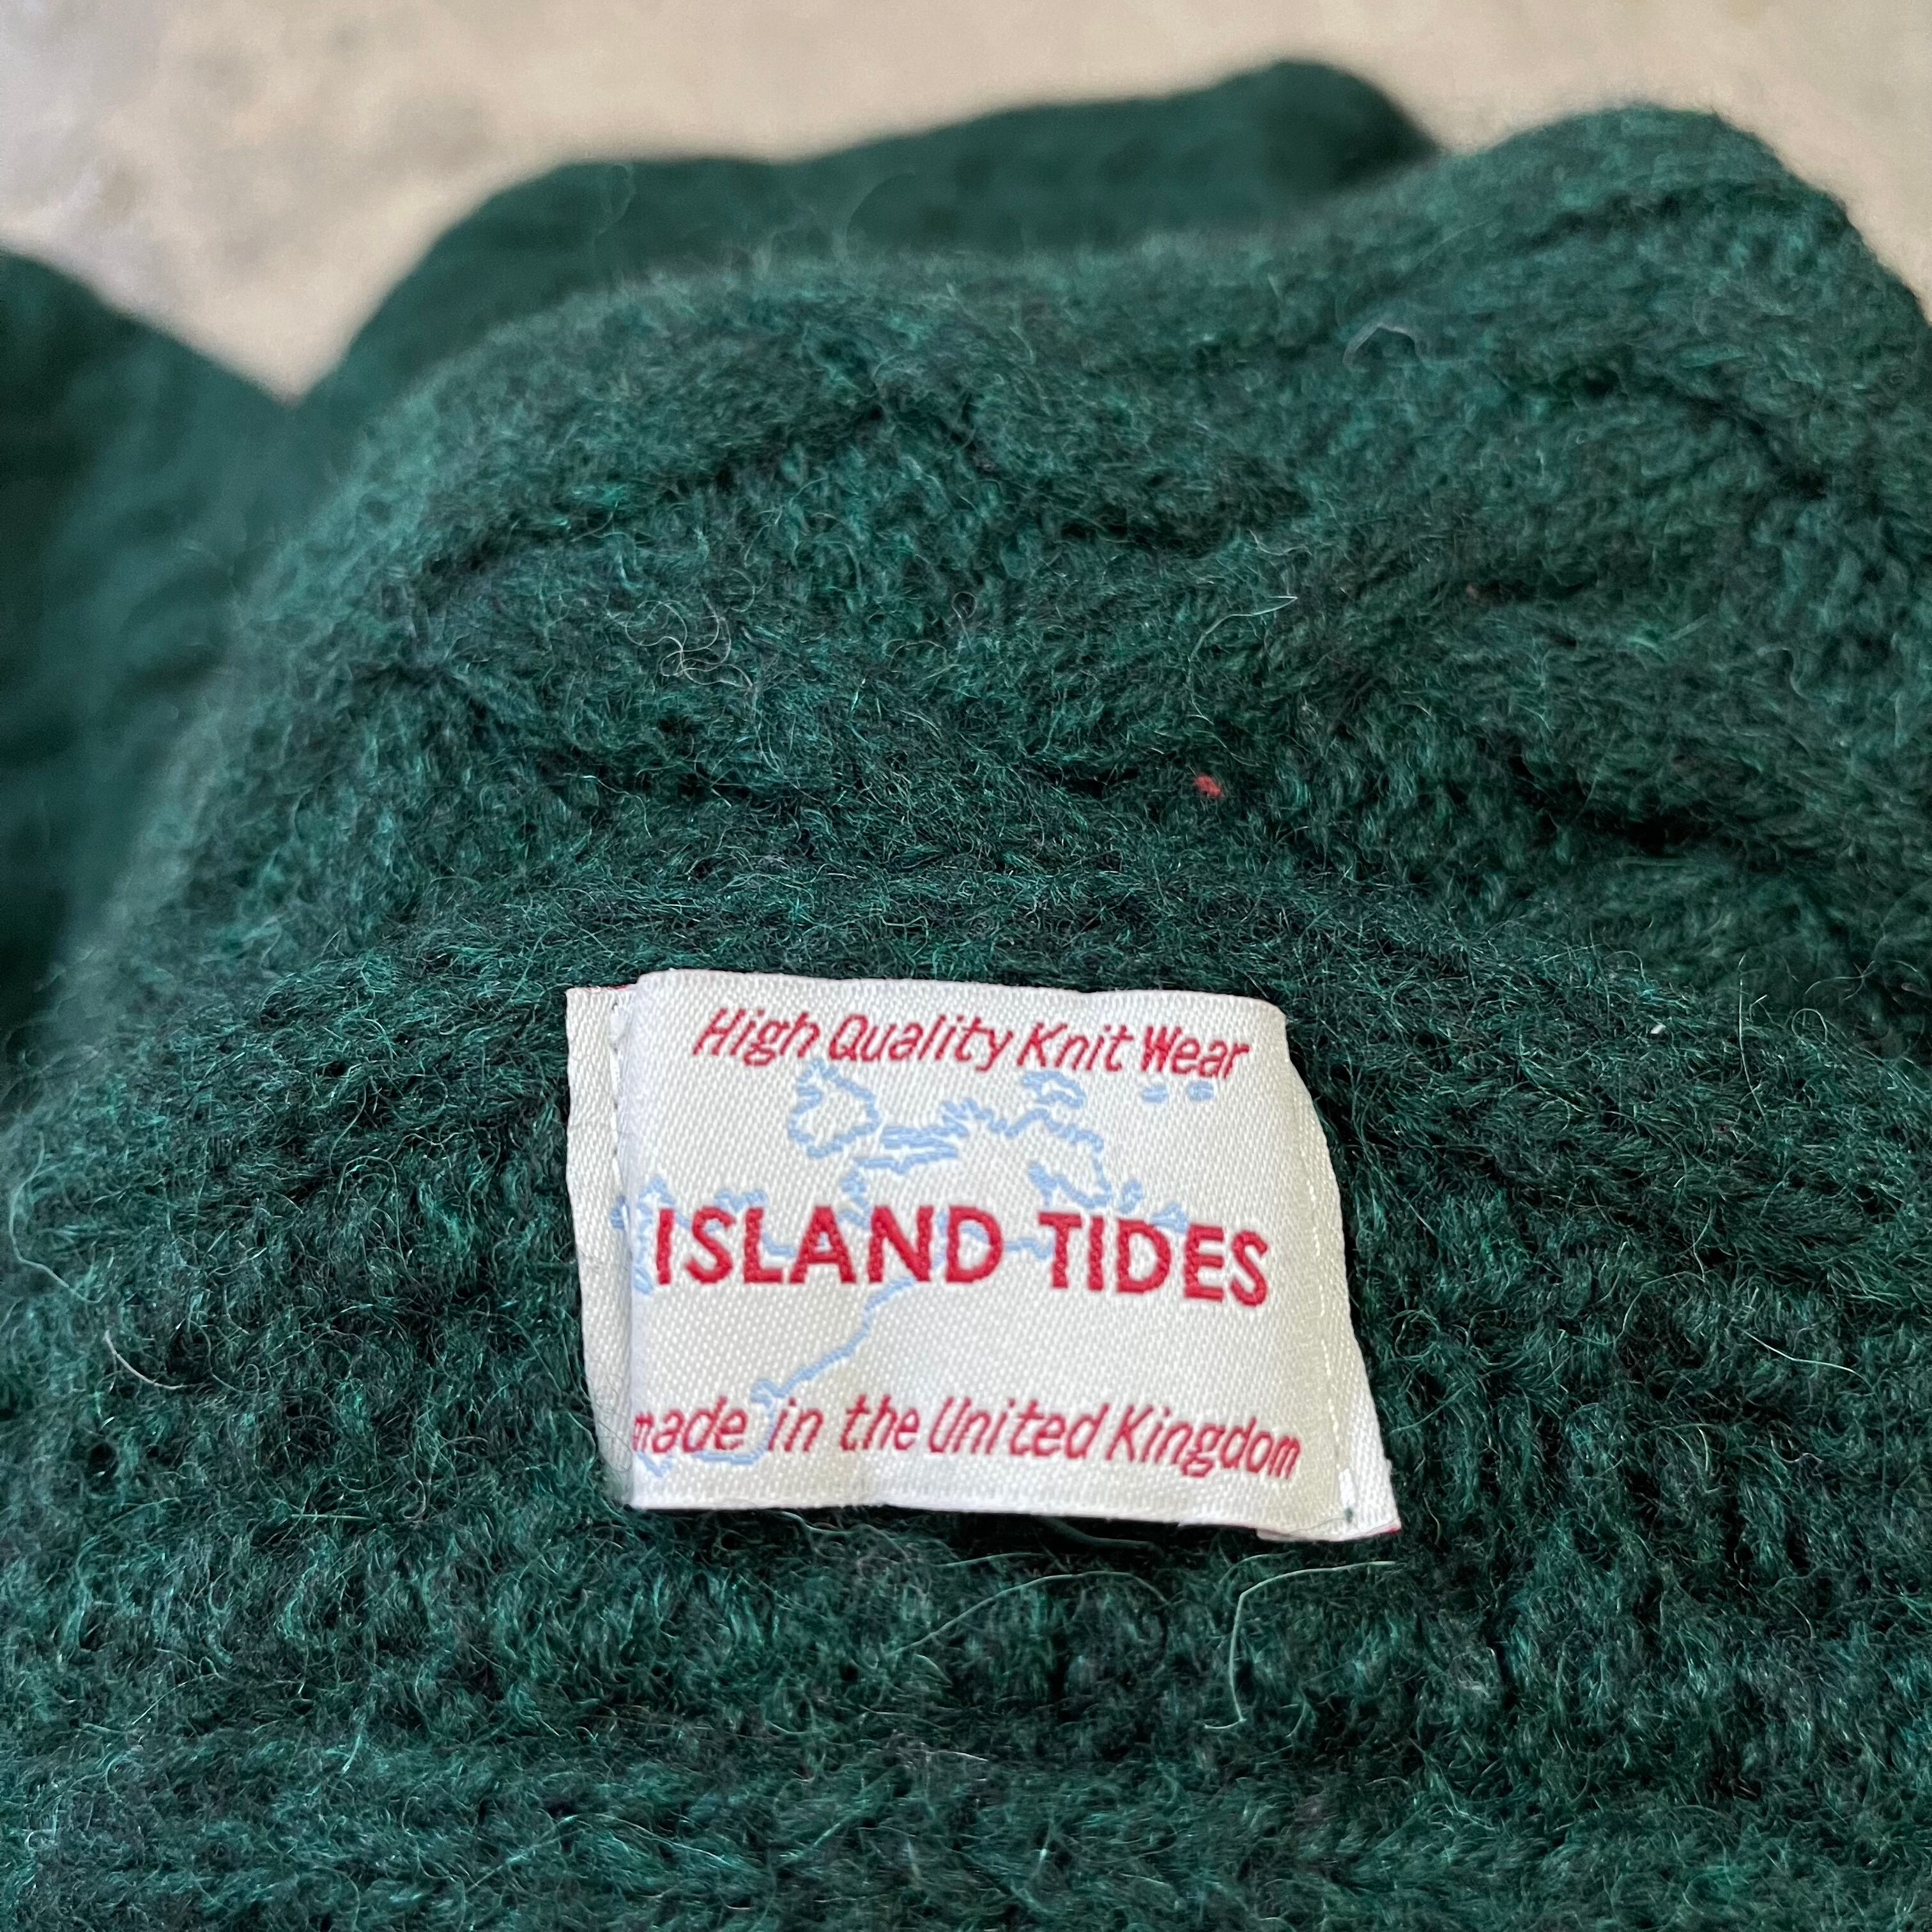 High Quality Knit Wear
ISLAND TIDES
made in the United Kingdom